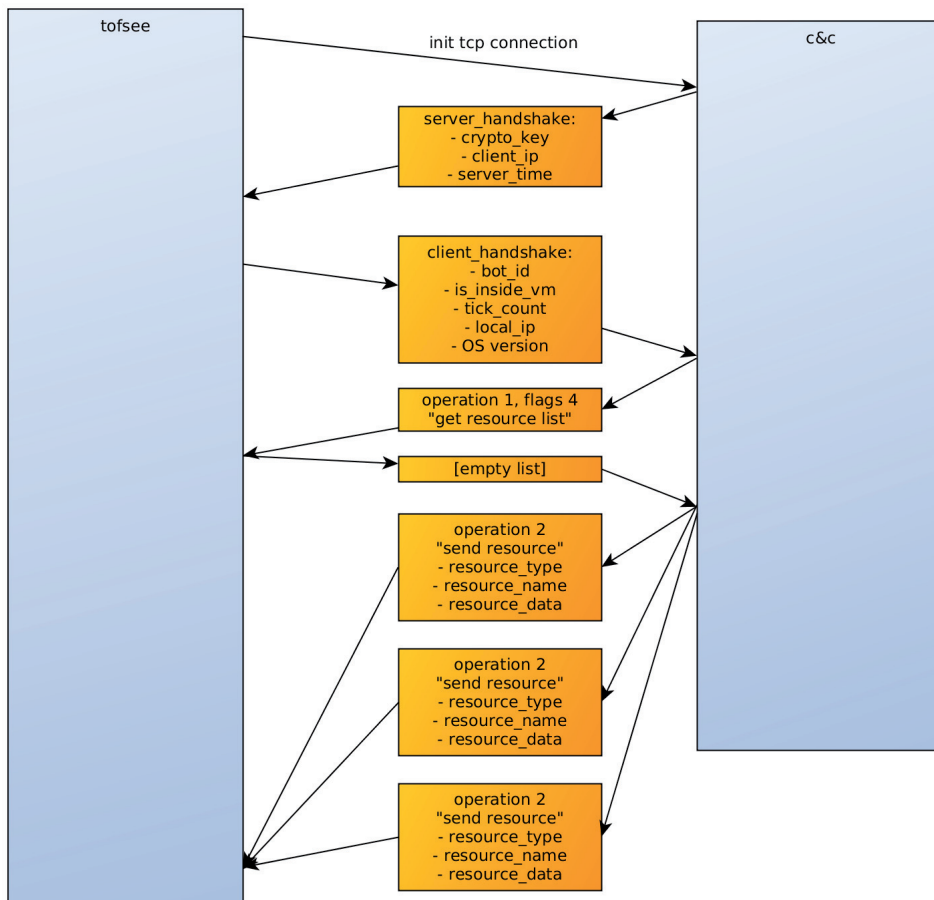 tofsee
c&c
init tcp connection
server_handshake:
- crypto_key
- client_ip
- server_time
client_handshake:
- bot_id
- is_inside_vm
- tick_count
- local_ip
- OS version
operation 1, flags 4
"get resource list"
[empty list]
operation 2
"send resource"
- resource_type
- resource_name
- resource_data
operation 2
"send resource"
- resource_type
- resource_name
- resource_data
operation 2
"send resource"
- resource_type
- resource_name
- resource_data